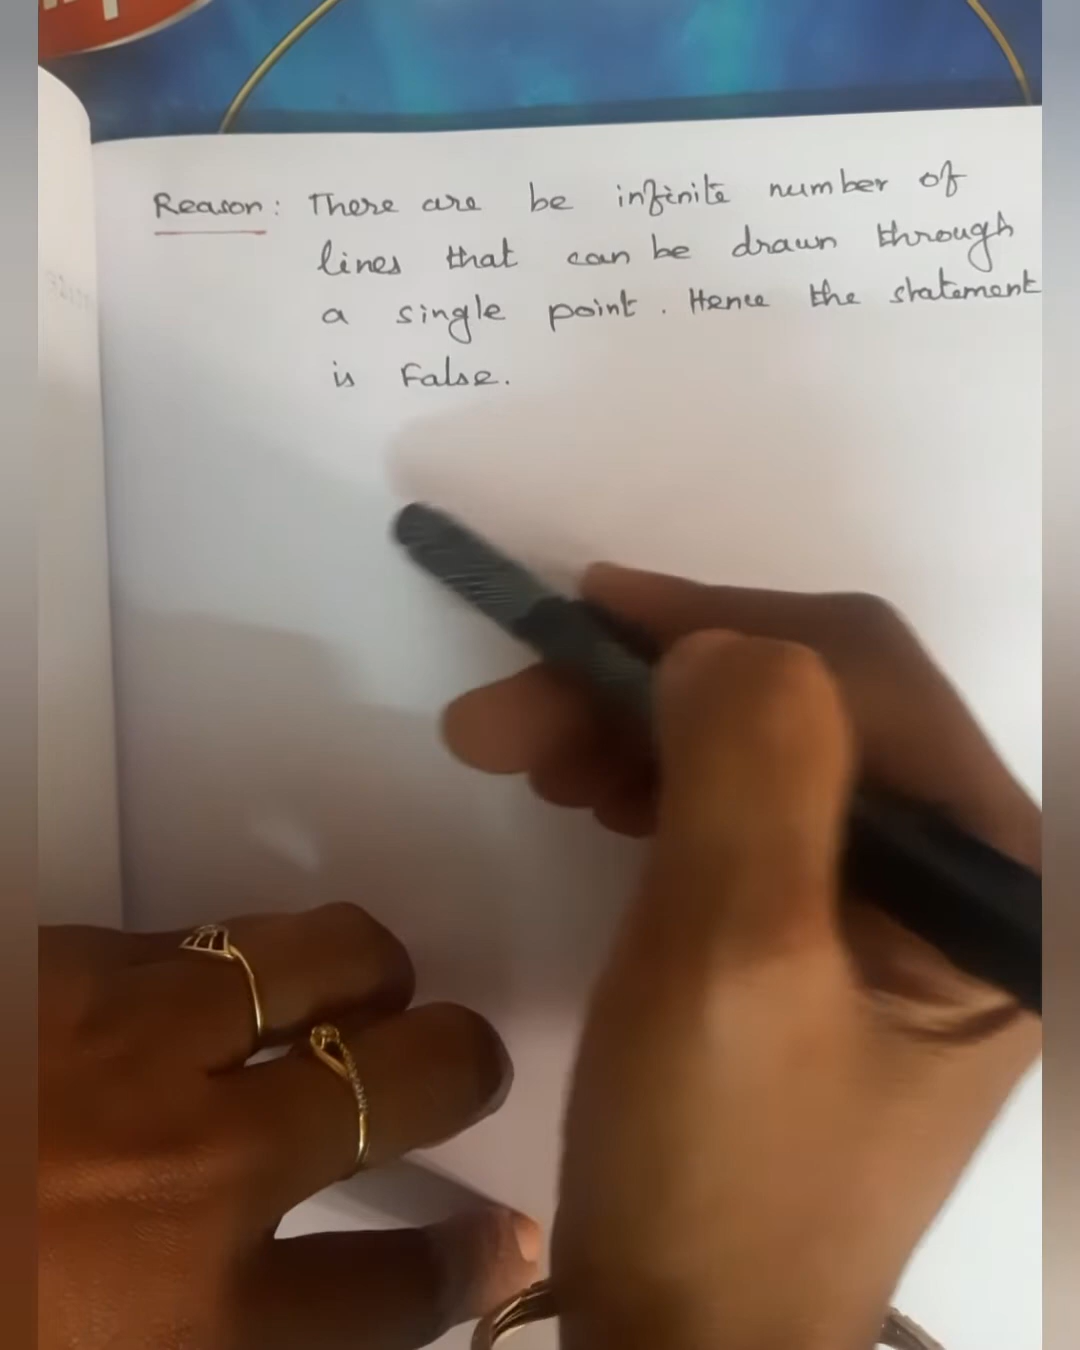 Reason: There are be infinite number of
lines that can be drawn through
a single point. Hence the statement
is False.